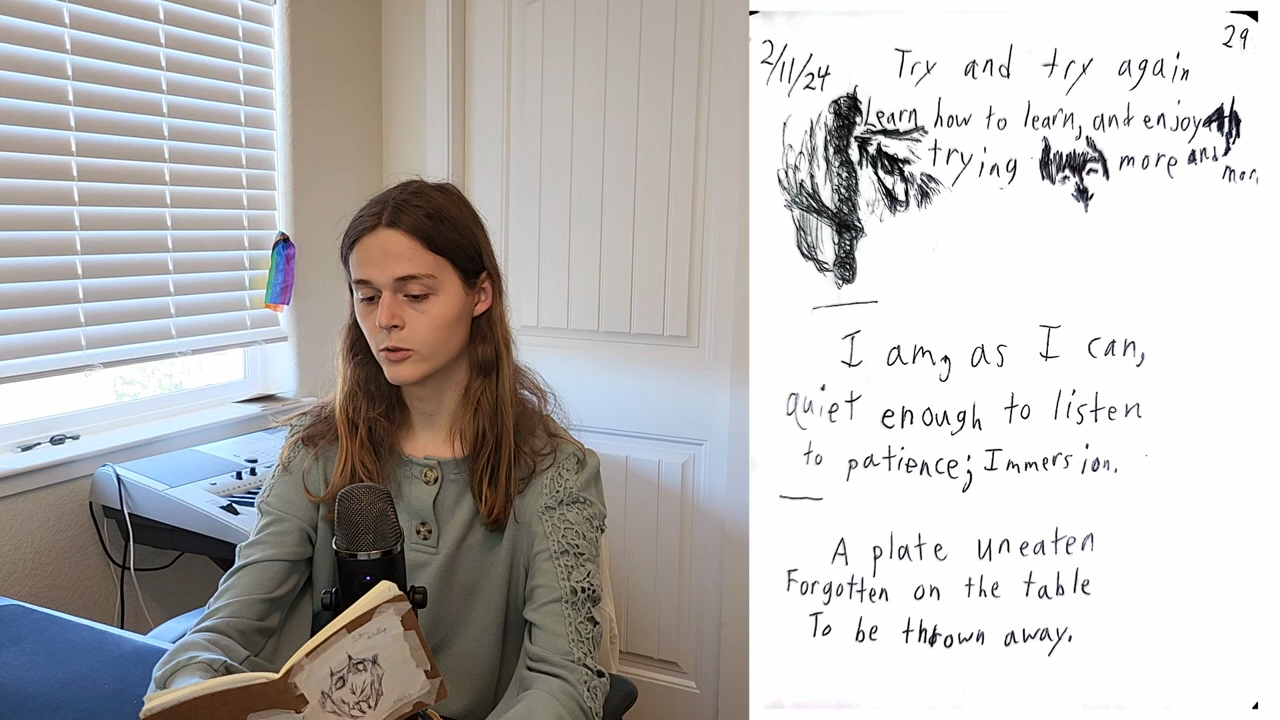 29
2/11/24
Try and try again
Learn how to learn, and enjoy
trying more and
mor
I am, as I can,
quiet enough to listen
to patience; Immersion.
A plate uneaten
Forgotten on the table
To be thrown away.